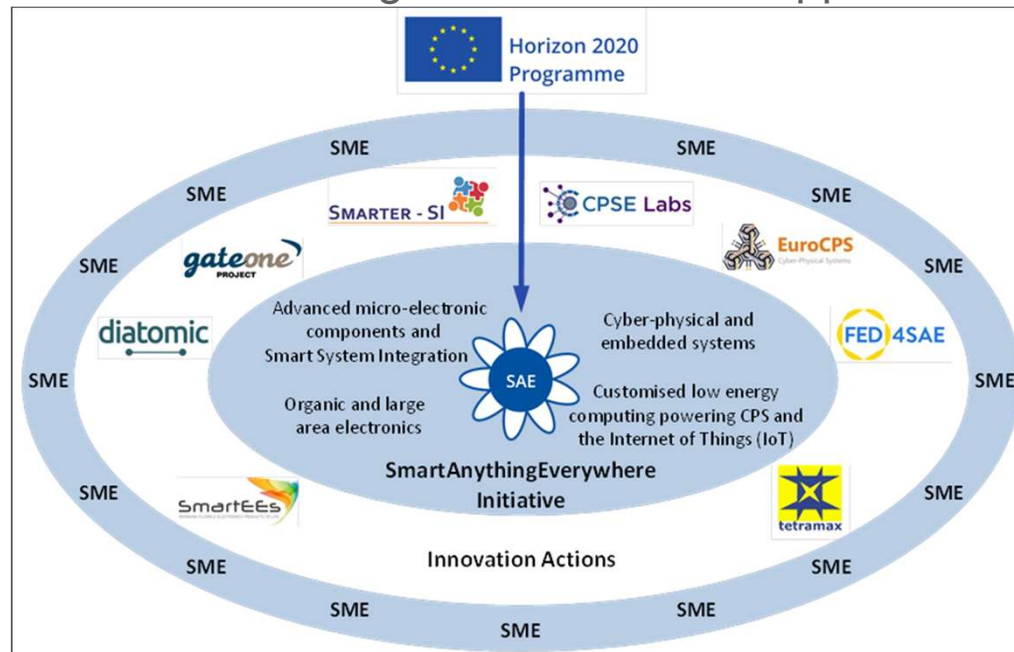 Horizon 2020
Programme
SME
SME
SME
SME
SMARTER - SI
CPSE Labs
gateone
PROJECT
EuroCPS
Cyber-Physical Systems
SME
SME
diatomic
FED4SAE
Advanced micro-electronic
components and
Smart System Integration
Cyber-physical and
embedded systems
SAE
SME
SME
Organic and large
area electronics
Customised low energy
computing powering CPS and
the Internet of Things (IoT)
SmartAnythingEverywhere
Initiative
SmartEEs
tetramax
SME
SME
Innovation Actions
SME
SME
SME
SME
SME